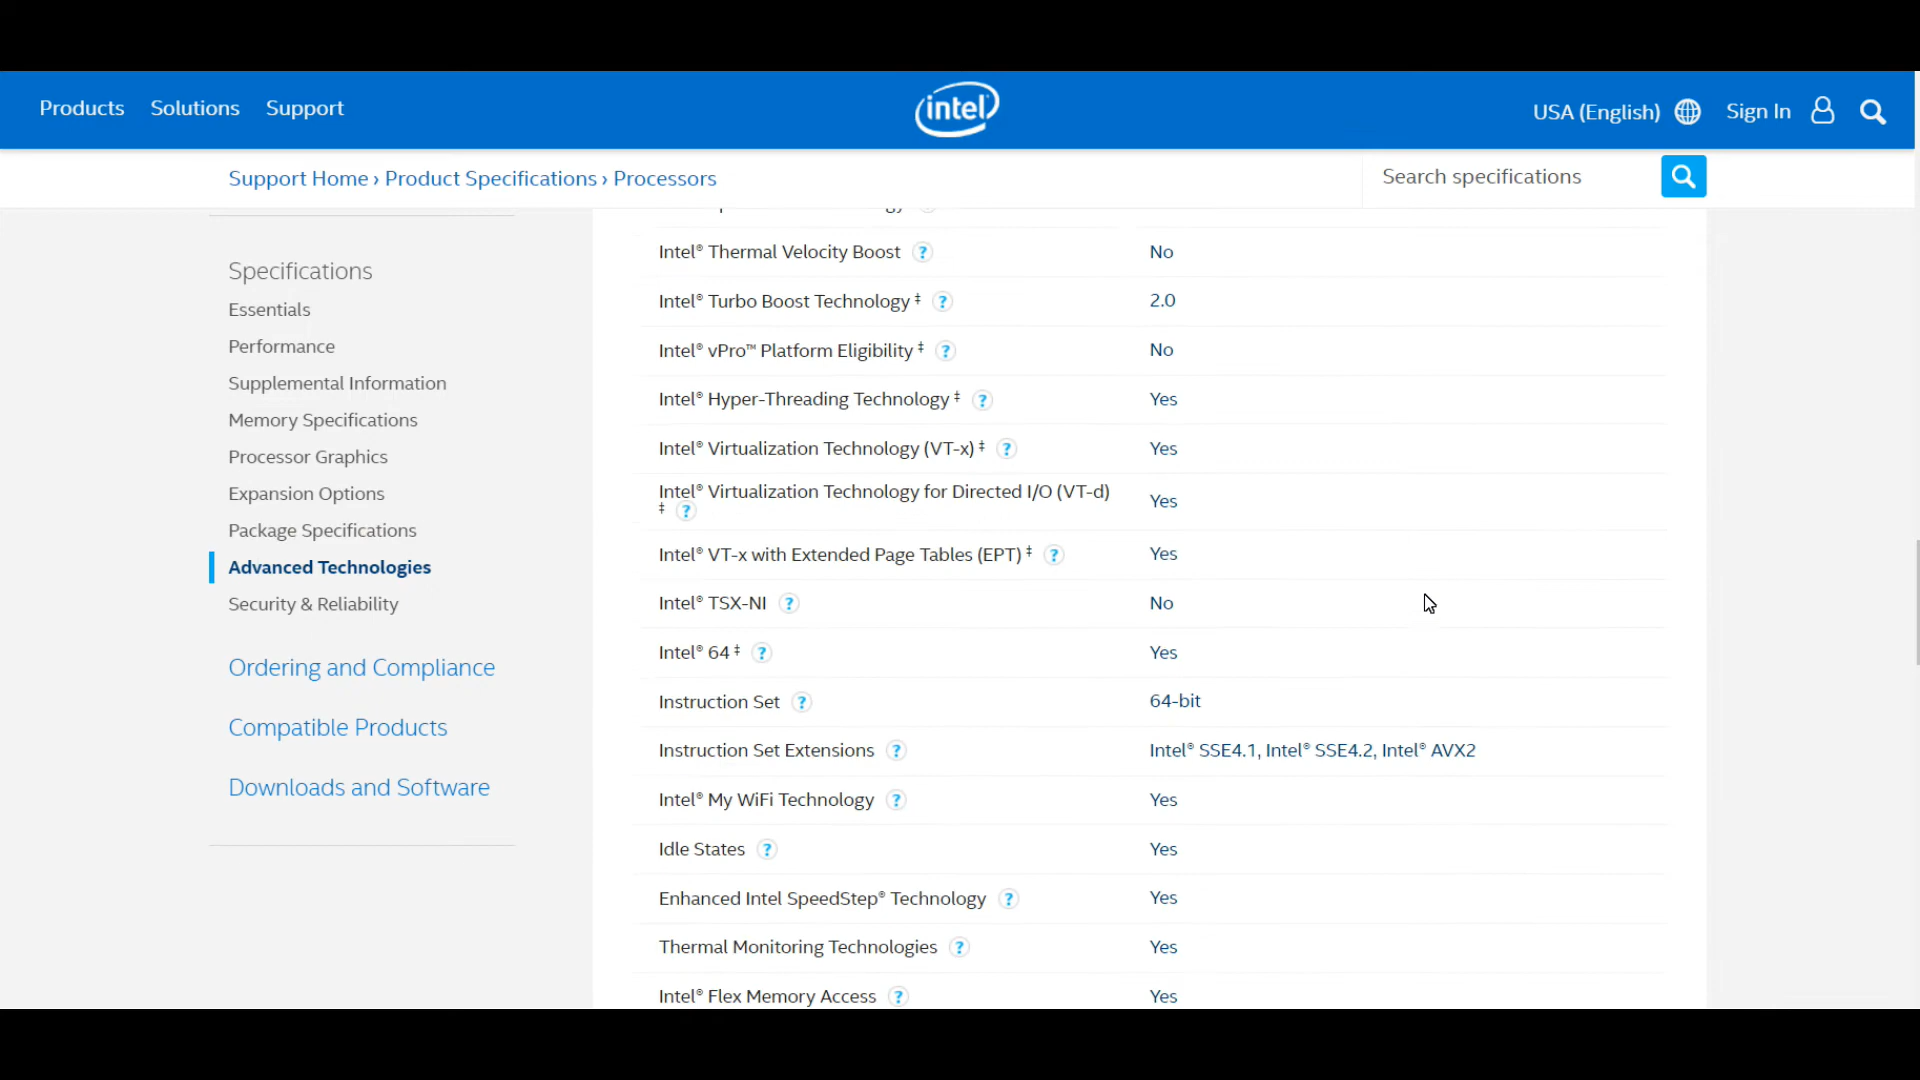 Products Solutions Support
intel
USA (English) Sign In
Support Home › Product Specifications › Processors
Search specifications
Specifications
Essentials
Performance
Supplemental Information
Memory Specifications
Processor Graphics
Expansion Options
Package Specifications
Advanced Technologies
Security & Reliability
Ordering and Compliance
Compatible Products
Downloads and Software
Intel® Thermal Velocity Boost ? No
Intel® Turbo Boost Technology ‡ ? 2.0
Intel® vPro™ Platform Eligibility ‡ ? No
Intel® Hyper-Threading Technology ‡ ? Yes
Intel® Virtualization Technology (VT-x) ‡ ? Yes
Intel® Virtualization Technology for Directed I/O (VT-d)
‡ ? Yes
Intel® VT-x with Extended Page Tables (EPT) ‡ ? Yes
Intel® TSX-NI ? No
Intel® 64 ‡ ? Yes
Instruction Set ? 64-bit
Instruction Set Extensions ? Intel® SSE4.1, Intel® SSE4.2, Intel® AVX2
Intel® My WiFi Technology ? Yes
Idle States ? Yes
Enhanced Intel SpeedStep® Technology ? Yes
Thermal Monitoring Technologies ? Yes
Intel® Flex Memory Access ? Yes